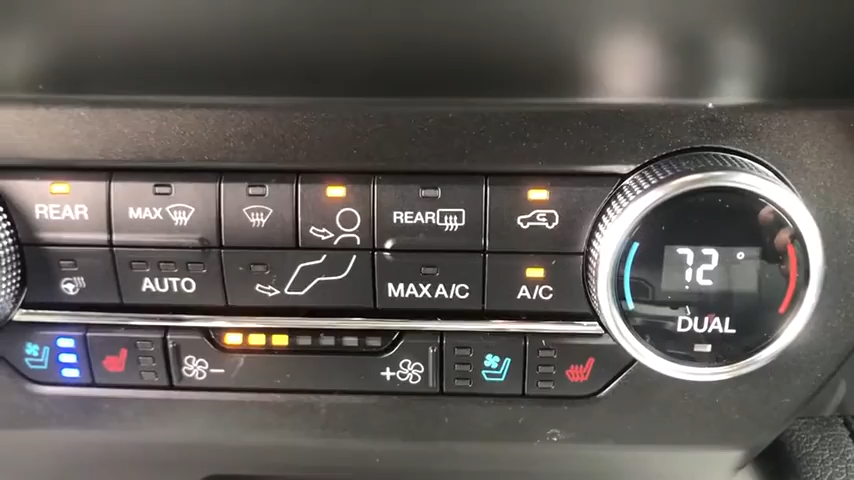 REAR
MAX
REAR
72°
AUTO
MAX A/C
A/C
DUAL
−
+